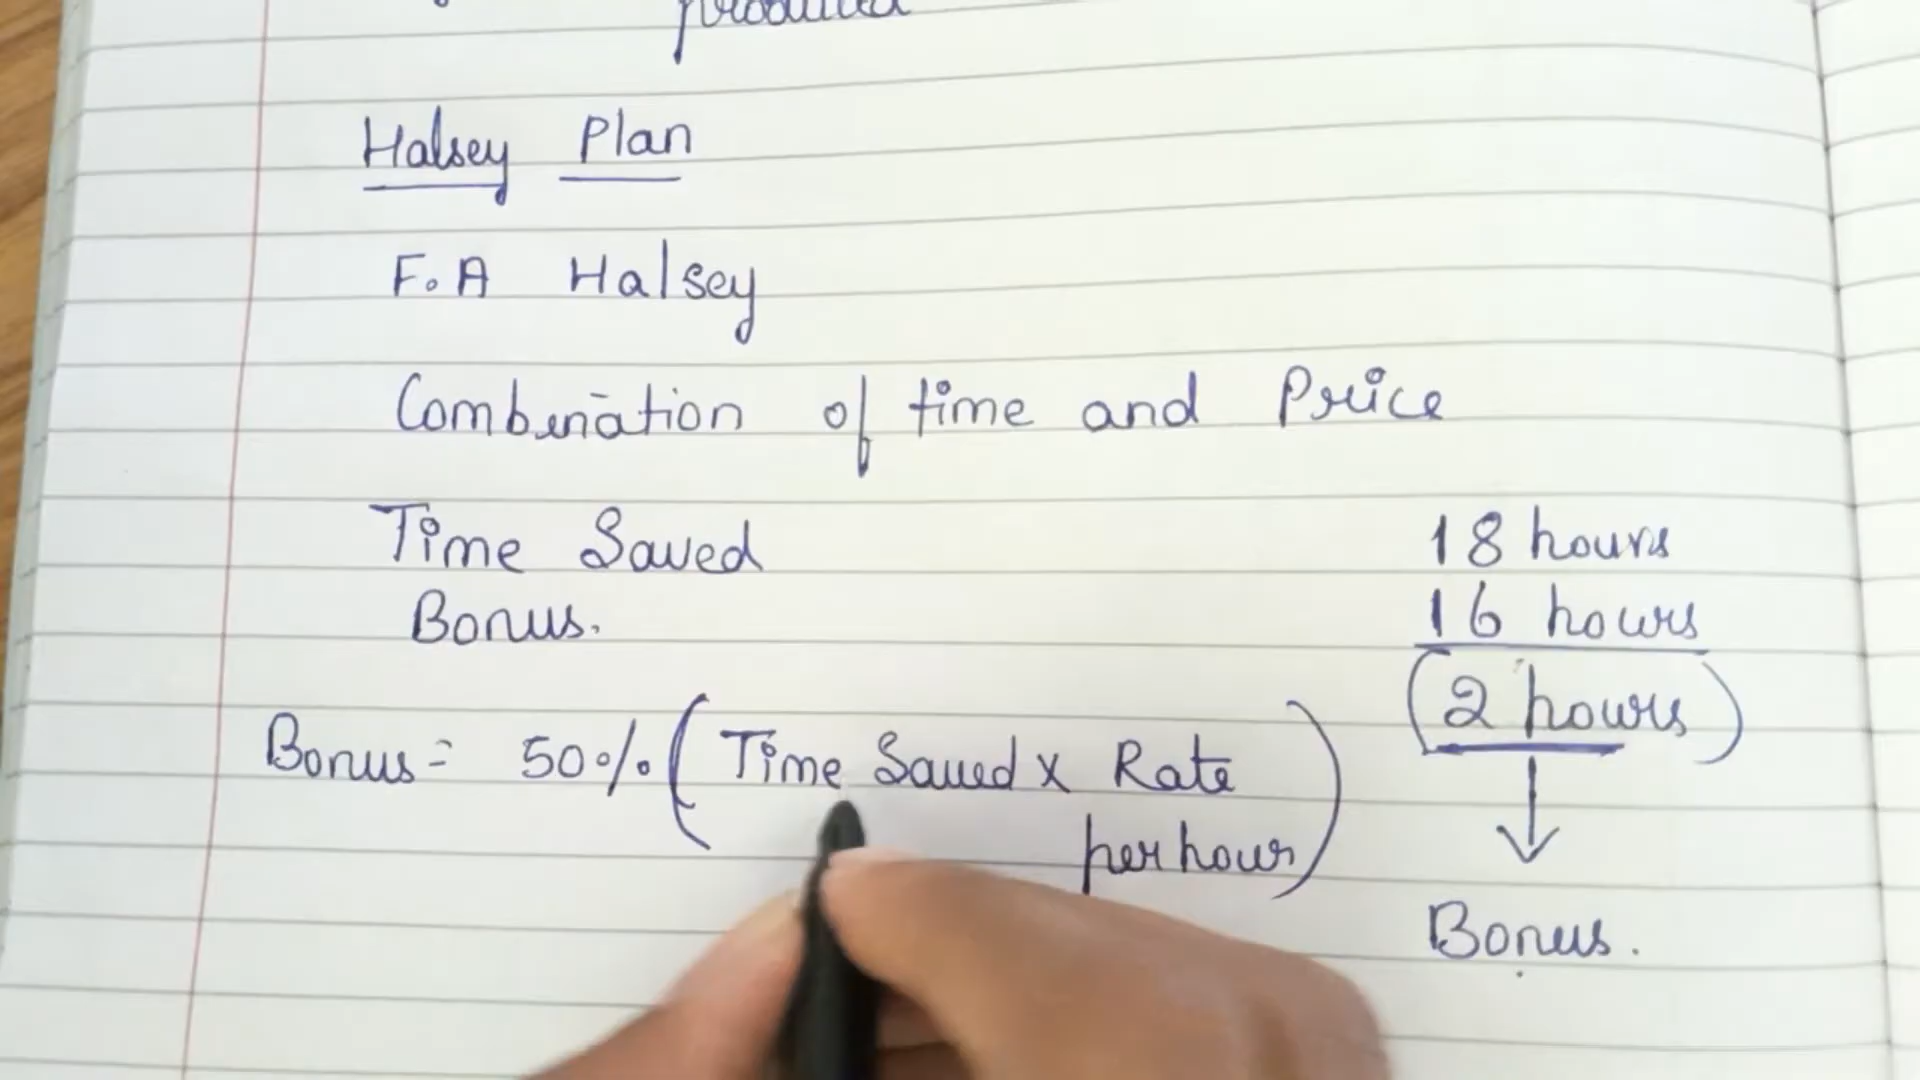 Halsey Plan
F.A Halsey
Combination of time and Price
Time Saved
Bonus.
18 hours
16 hours
(2 hours)
Bonus = 50% (Time Saved x Rate
per hour)
Bonus.